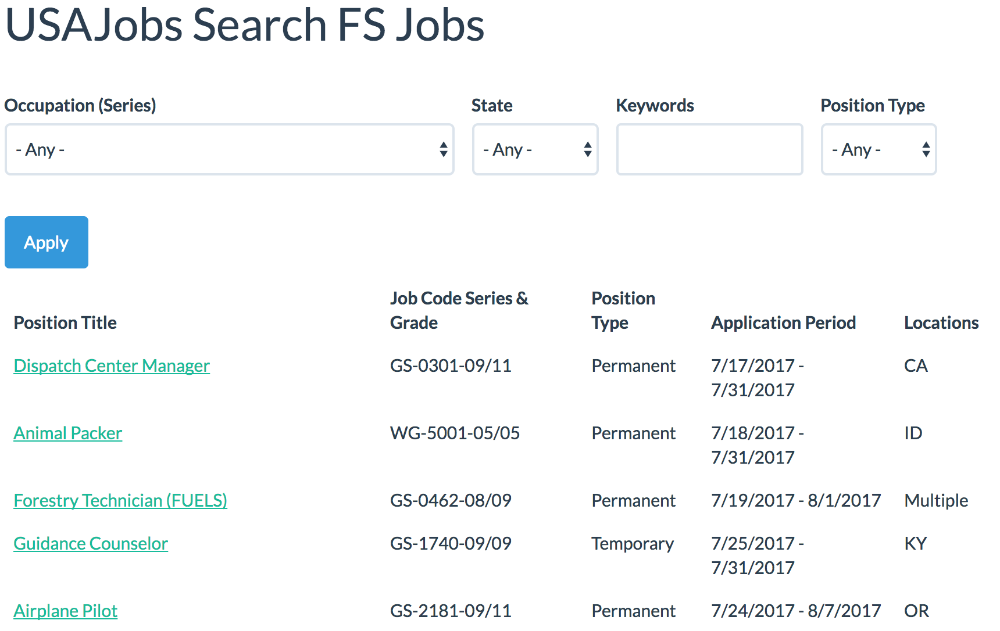 USAJobs Search FS Jobs
Occupation (Series) State Keywords Position Type
- Any - - Any - - Any -
Apply
Job Code Series & Position
Position Title Grade Type Application Period Locations
Dispatch Center Manager GS-0301-09/11 Permanent 7/17/2017 - CA
7/31/2017
Animal Packer WG-5001-05/05 Permanent 7/18/2017 - ID
7/31/2017
Forestry Technician (FUELS) GS-0462-08/09 Permanent 7/19/2017 - 8/1/2017 Multiple
Guidance Counselor GS-1740-09/09 Temporary 7/25/2017 - KY
7/31/2017
Airplane Pilot GS-2181-09/11 Permanent 7/24/2017 - 8/7/2017 OR